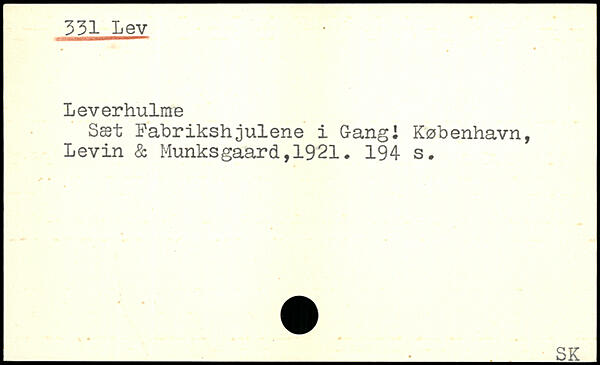 331 Lev
Leverhulme
Sæt Fabrikshjulene i Gang! København,
Levin & Munksgaard,1921. 194 s.
SK